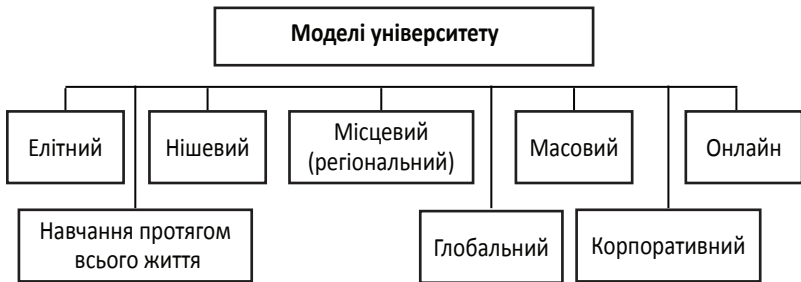 Моделі університету
Елітний
Нішевий
Місцевий
(регіональний)
Масовий
Онлайн
Навчання протягом
всього життя
Глобальний
Корпоративний